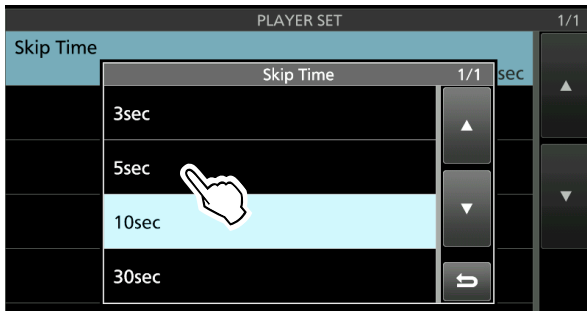 PLAYER SET 1/1
Skip Time
sec
Skip Time 1/1
3sec
5sec
10sec
30sec